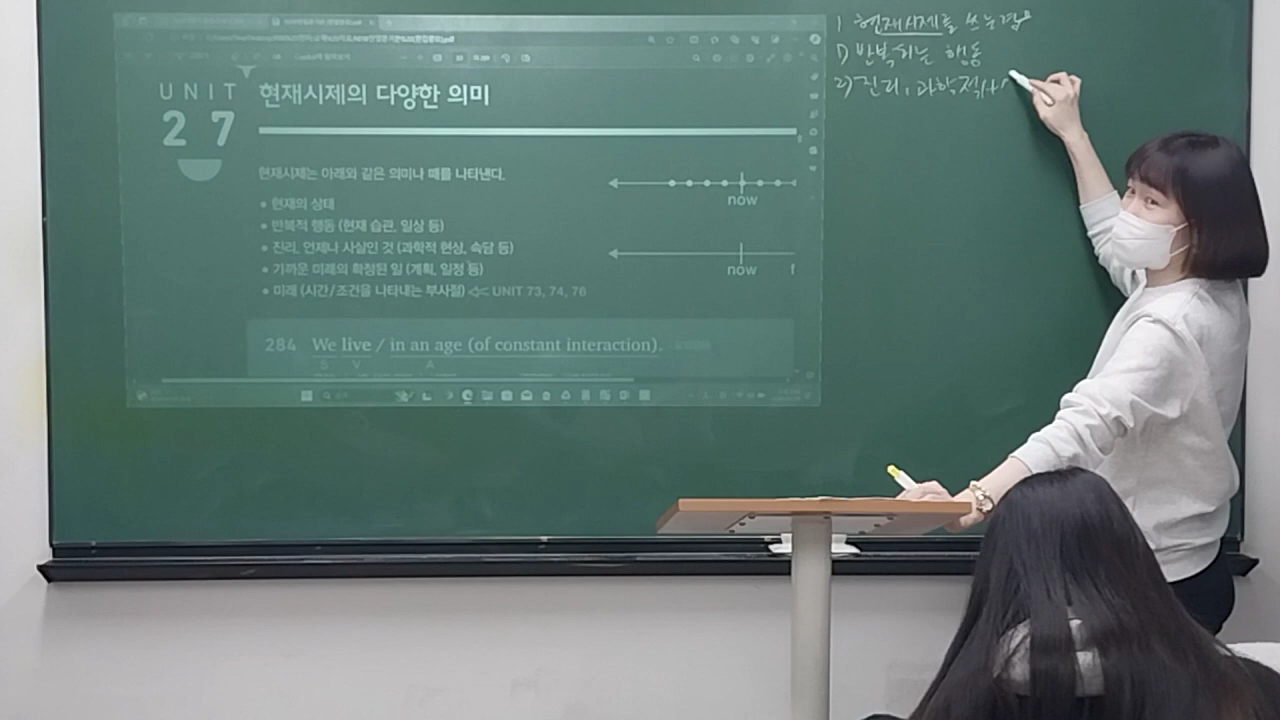 UNIT
27
현재시제의 다양한 의미
현재시제는 아래와 같은 의미나 때를 나타낸다.
• 현재의 상태
• 반복적 행동 (현재 습관, 일상 등)
• 진리, 언제나 사실인 것 (과학적 현상, 속담 등)
• 가까운 미래의 확정된 일 (계획, 일정 등)
• 미래 (시간/조건을 나타내는 부사절) UNIT 73, 74, 76
now
now
f
284 We live / in an age (of constant interaction).
S V A
1 현재시제를 쓰는
1) 반복되는 행동
2) 진리, 과학적사